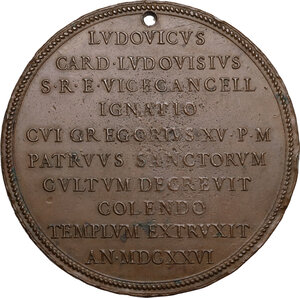 LVDOVICVS
CARD·LVDOVISIVS
S·R·E·VICECANCELL
IGNATIO
CVI GREGORIVS·XV·P·M
PATRVVS SANCTORVM
CVLTVM DECREVIT
COLENDO
TEMPLVM EXTRVXIT
AN·MDCXXVI